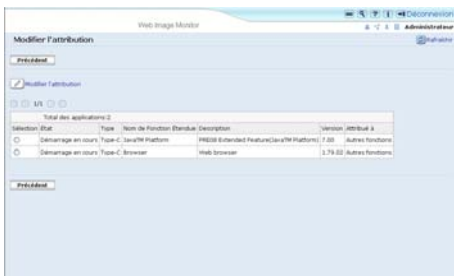 Déconnexion
Web Image Monitor
Administrateur
Modifier l'attribution
Rafraîchir
Précédent
Modifier l'attribution
1/1
Total des applications:2
Sélection État Type Nom de Fonction Étendue Description Version Attribué à
Démarrage en cours Type-C JavaTM Platform Extended Feature(JavaTM Platform) 7.00 Autres fonctions
Démarrage en cours Type-C Browser Web browser 1.79.02 Autres fonctions
Précédent